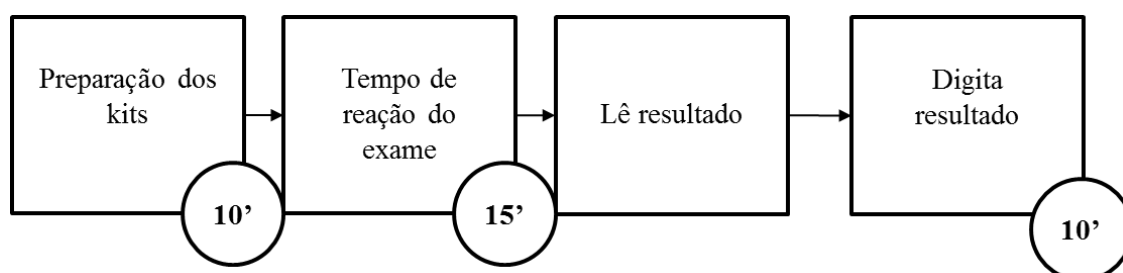 Preparação dos
kits
10’
Tempo de
reação do
exame
15’
Lê resultado
Digita
resultado
10’